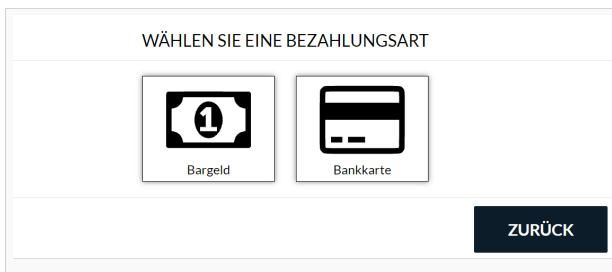 WÄHLEN SIE EINE BEZAHLUNGSART
1
Bargeld
Bankkarte
ZURÜCK